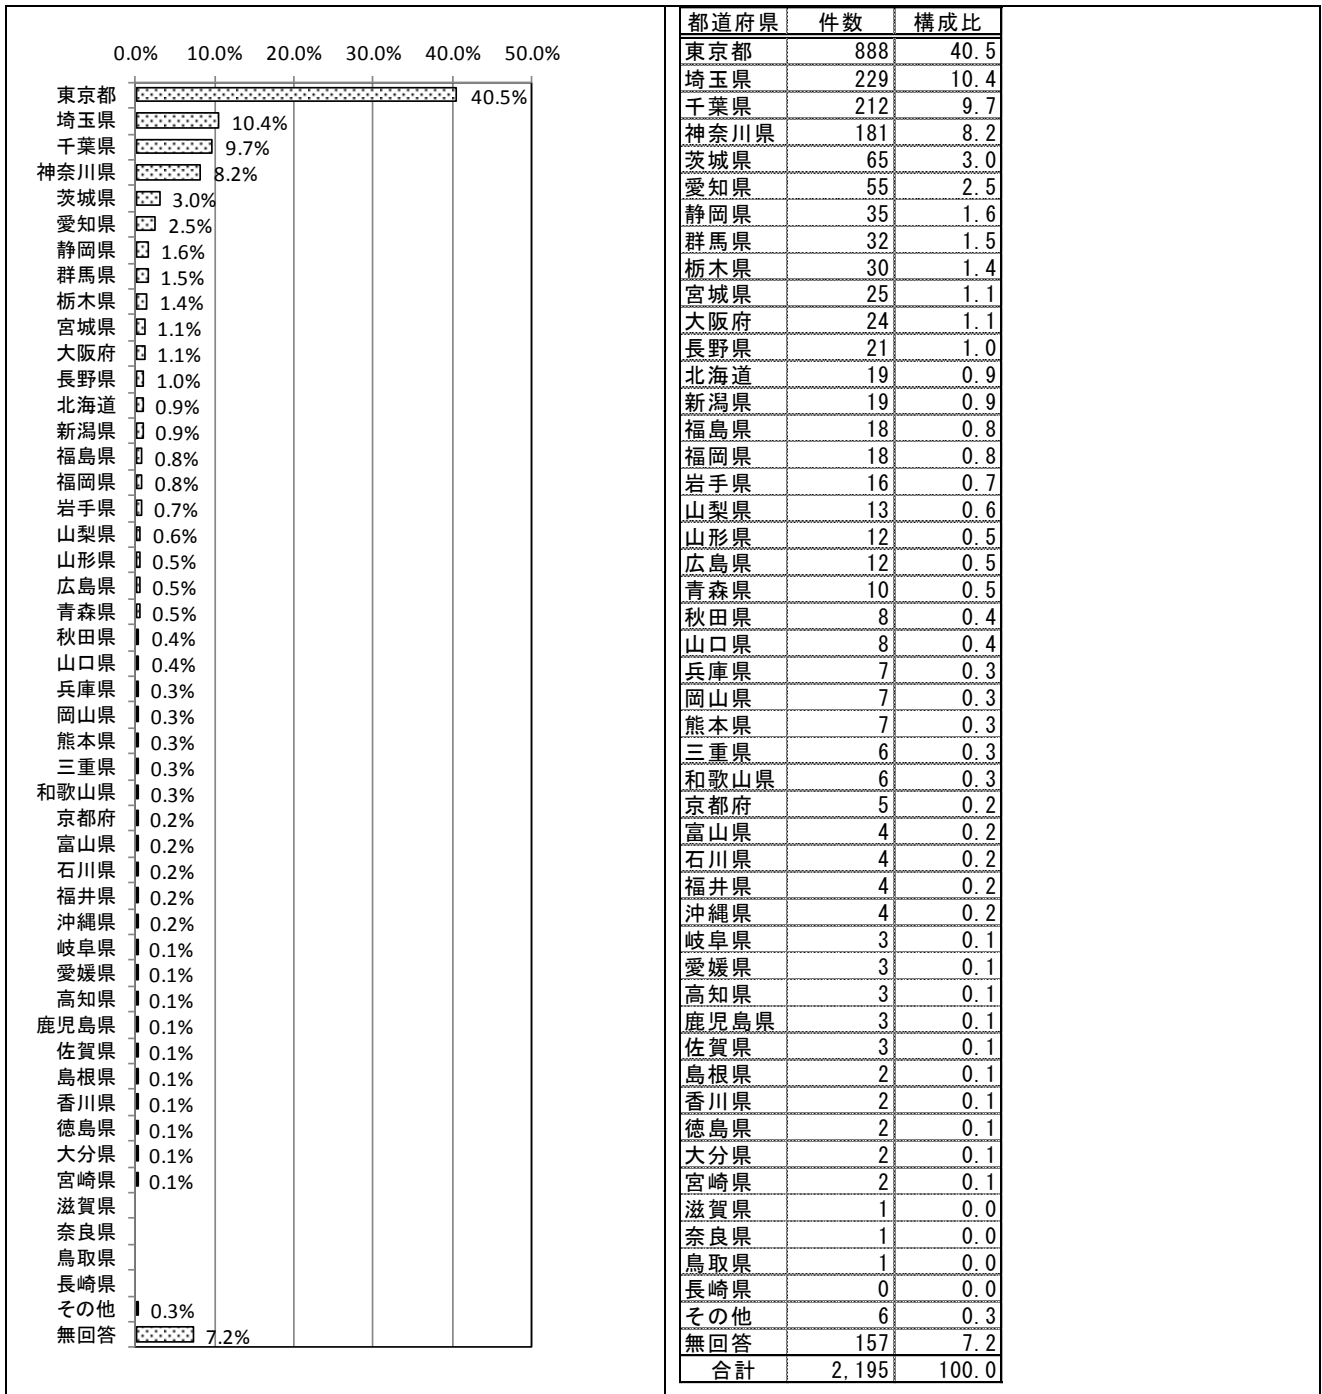 0.0% 10.0% 20.0% 30.0% 40.0% 50.0%
東京都 40.5%
埼玉県 10.4%
千葉県 9.7%
神奈川県 8.2%
茨城県 3.0%
愛知県 2.5%
静岡県 1.6%
群馬県 1.5%
栃木県 1.4%
宮城県 1.1%
大阪府 1.1%
長野県 1.0%
北海道 0.9%
新潟県 0.9%
福島県 0.8%
福岡県 0.8%
岩手県 0.7%
山梨県 0.6%
山形県 0.5%
広島県 0.5%
青森県 0.5%
秋田県 0.4%
山口県 0.4%
兵庫県 0.3%
岡山県 0.3%
熊本県 0.3%
三重県 0.3%
和歌山県 0.3%
京都府 0.2%
富山県 0.2%
石川県 0.2%
福井県 0.2%
沖縄県 0.2%
岐阜県 0.1%
愛媛県 0.1%
高知県 0.1%
鹿児島県 0.1%
佐賀県 0.1%
島根県 0.1%
香川県 0.1%
徳島県 0.1%
大分県 0.1%
宮崎県 0.1%
滋賀県
奈良県
鳥取県
長崎県
その他 0.3%
無回答 7.2%
都道府県 件数 構成比
東京都 888 40.5
埼玉県 229 10.4
千葉県 212 9.7
神奈川県 181 8.2
茨城県 65 3.0
愛知県 55 2.5
静岡県 35 1.6
群馬県 32 1.5
栃木県 30 1.4
宮城県 25 1.1
大阪府 24 1.1
長野県 21 1.0
北海道 19 0.9
新潟県 19 0.9
福島県 18 0.8
福岡県 18 0.8
岩手県 16 0.7
山梨県 13 0.6
山形県 12 0.5
広島県 12 0.5
青森県 10 0.5
秋田県 8 0.4
山口県 8 0.4
兵庫県 7 0.3
岡山県 7 0.3
熊本県 7 0.3
三重県 6 0.3
和歌山県 6 0.3
京都府 5 0.2
富山県 4 0.2
石川県 4 0.2
福井県 4 0.2
沖縄県 4 0.2
岐阜県 3 0.1
愛媛県 3 0.1
高知県 3 0.1
鹿児島県 3 0.1
佐賀県 3 0.1
島根県 2 0.1
香川県 2 0.1
徳島県 2 0.1
大分県 2 0.1
宮崎県 2 0.1
滋賀県 1 0.0
奈良県 1 0.0
鳥取県 1 0.0
長崎県 0 0.0
その他 6 0.3
無回答 157 7.2
合計 2,195 100.0